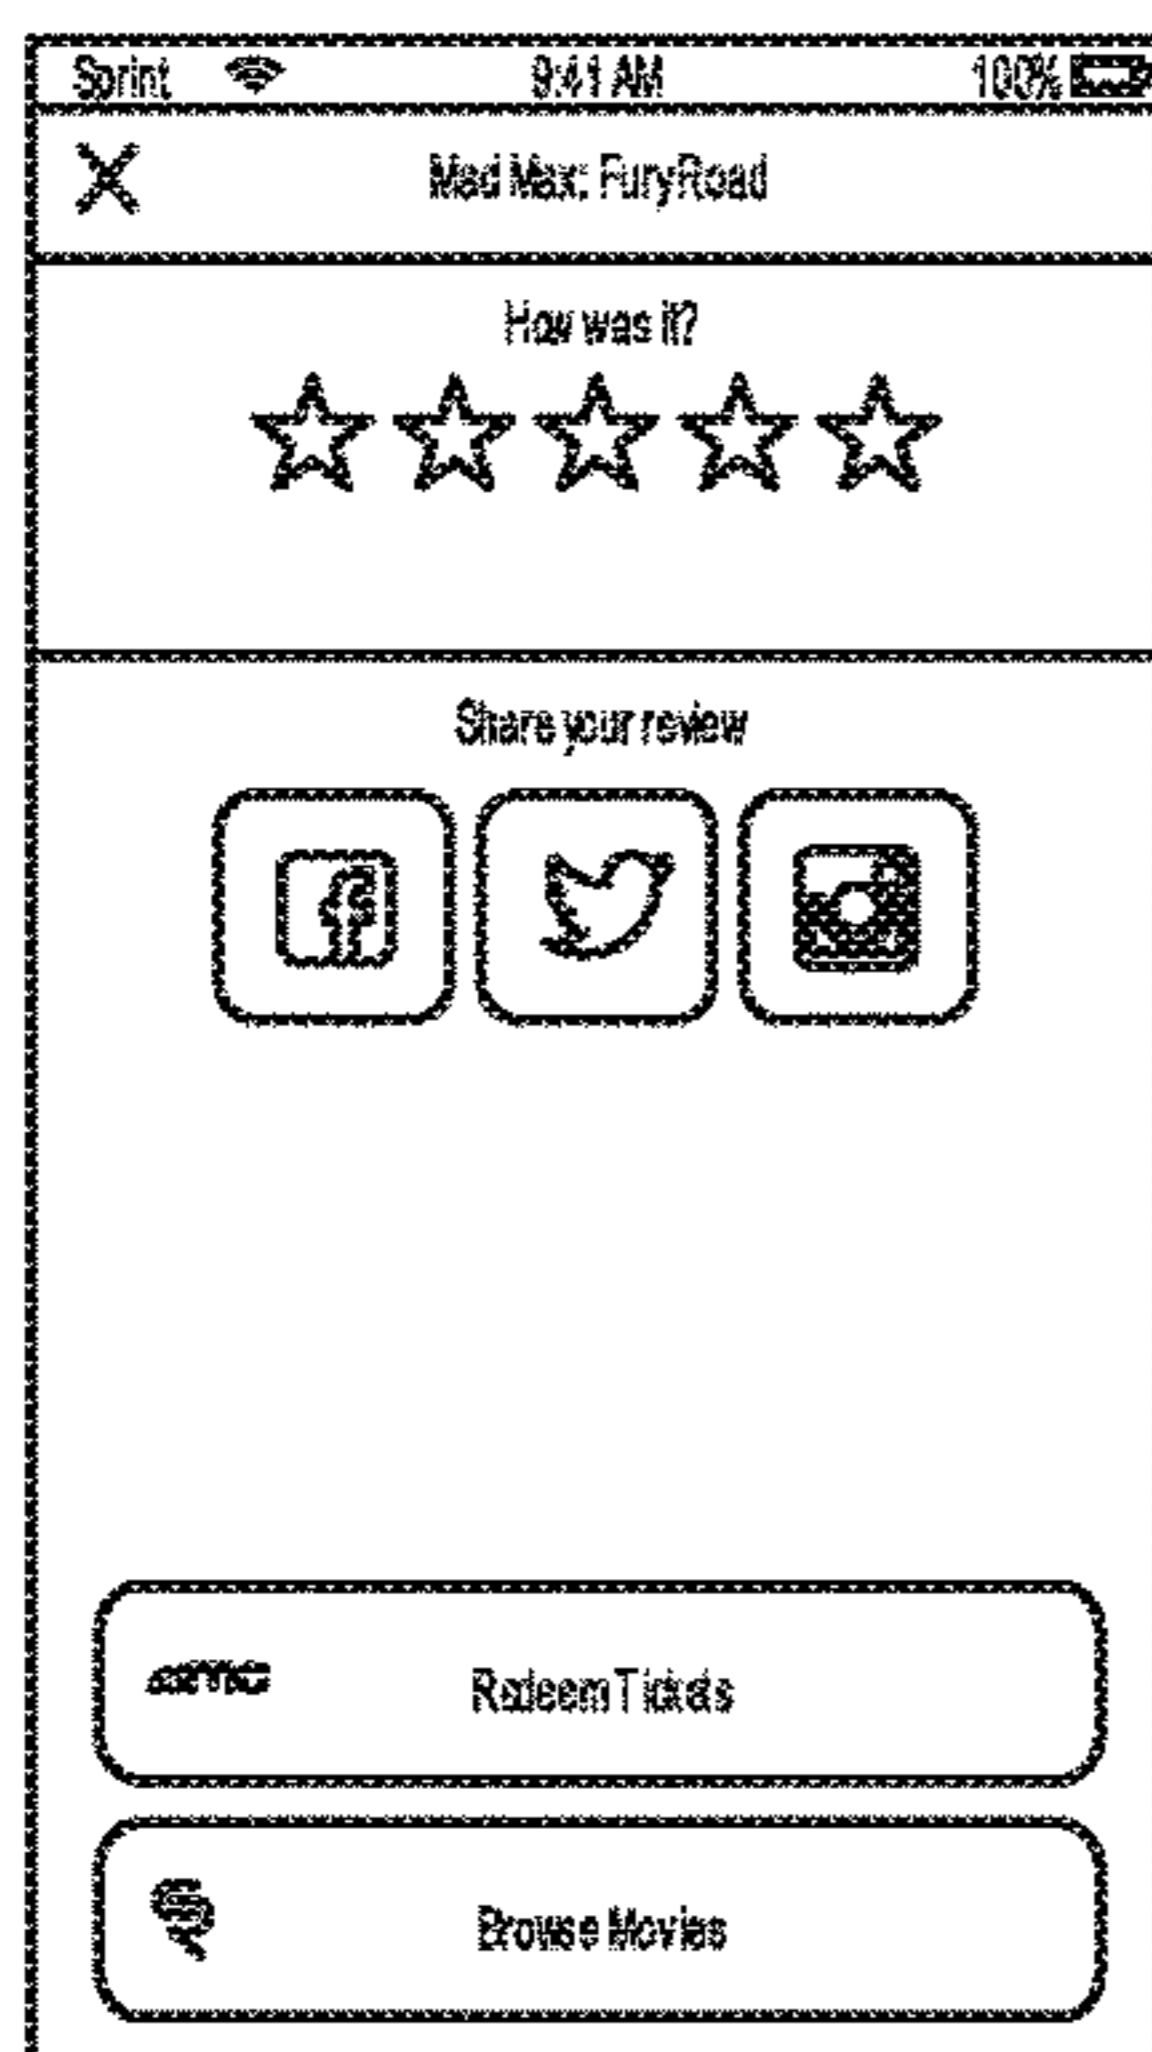 Sprint 9:41 AM 100%
Mad Max: Fury Road
How was it?
Share your review
f
Redeem Tickets
Browse Movies